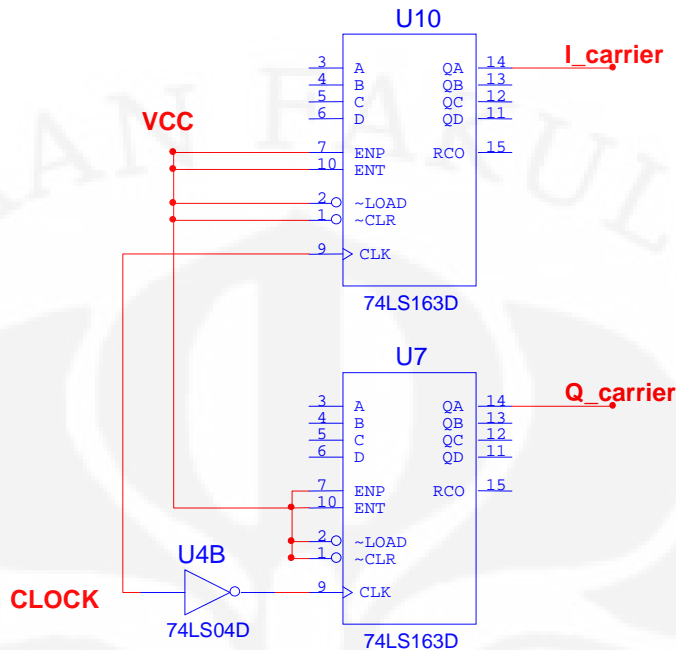 U10
I_carrier
3 A QA 14
4 B QB 13
5 C QC 12
6 D QD 11
VCC
7 ENP RCO 15
10 ENT
2 ~LOAD
1 ~CLR
9 CLK
74LS163D
U7
Q_carrier
3 A QA 14
4 B QB 13
5 C QC 12
6 D QD 11
7 ENP RCO 15
10 ENT
2 ~LOAD
1 ~CLR
U4B
9 CLK
CLOCK
74LS04D
74LS163D
AN FAKUL